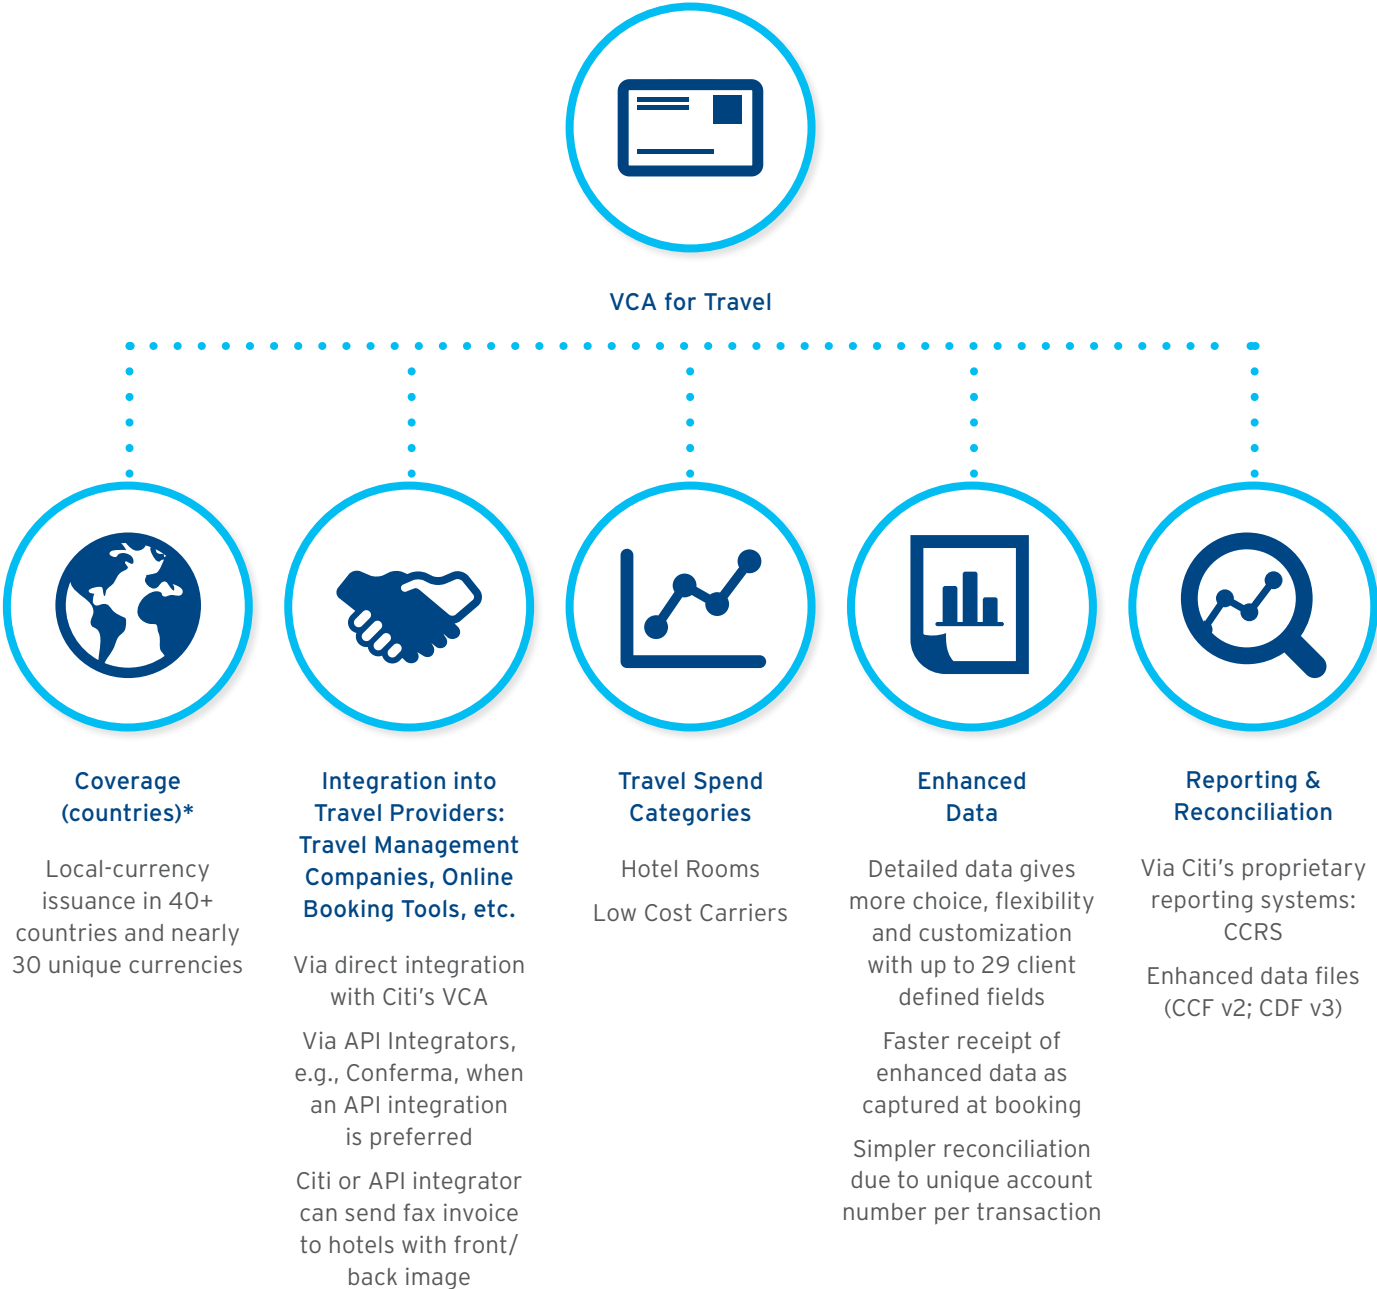 VCA for Travel
Coverage
(countries)*
Local-currency
issuance in 40+
countries and nearly
30 unique currencies
Integration into
Travel Providers:
Travel Management
Companies, Online
Booking Tools, etc.
Via direct integration
with Citi's VCA
Via API Integrators,
e.g., Conferma, when
an API integration
is preferred
Citi or API integrator
can send fax invoice
to hotels with front/
back image
Travel Spend
Categories
Hotel Rooms
Low Cost Carriers
Enhanced
Data
Detailed data gives
more choice, flexibility
and customization
with up to 29 client
defined fields
Faster receipt of
enhanced data as
captured at booking
Simpler reconciliation
due to unique account
number per transaction
Reporting &
Reconciliation
Via Citi's proprietary
reporting systems:
CCRS
Enhanced data files
(CCF v2; CDF v3)